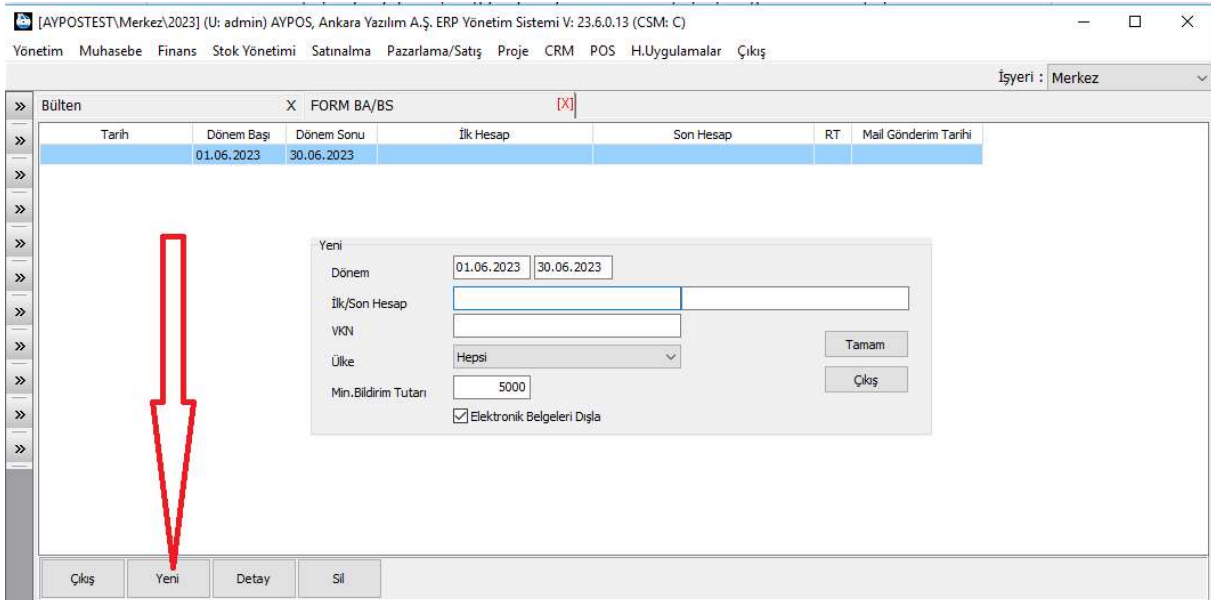 [AYPOSTEST\Merkez\2023] (U: admin) AYPOS, Ankara Yazılım A.Ş. ERP Yönetim Sistemi V: 23.6.0.13 (CSM: C)
Yönetim Muhasebe Finans Stok Yönetimi Satınalma Pazarlama/Satış Proje CRM POS H.Uygulamalar Çıkış
İşyeri : Merkez
Bülten X FORM BA/BS [X]
Tarih Dönem Başı Dönem Sonu İlk Hesap Son Hesap RT Mail Gönderim Tarihi
01.06.2023 30.06.2023
Yeni
Dönem 01.06.2023 30.06.2023
İlk/Son Hesap
VKN
Tamam
Ülke Hepsi
Çıkış
Min.Bildirim Tutarı 5000
Elektronik Belgeleri Dışla
Çıkış Yeni Detay Sil